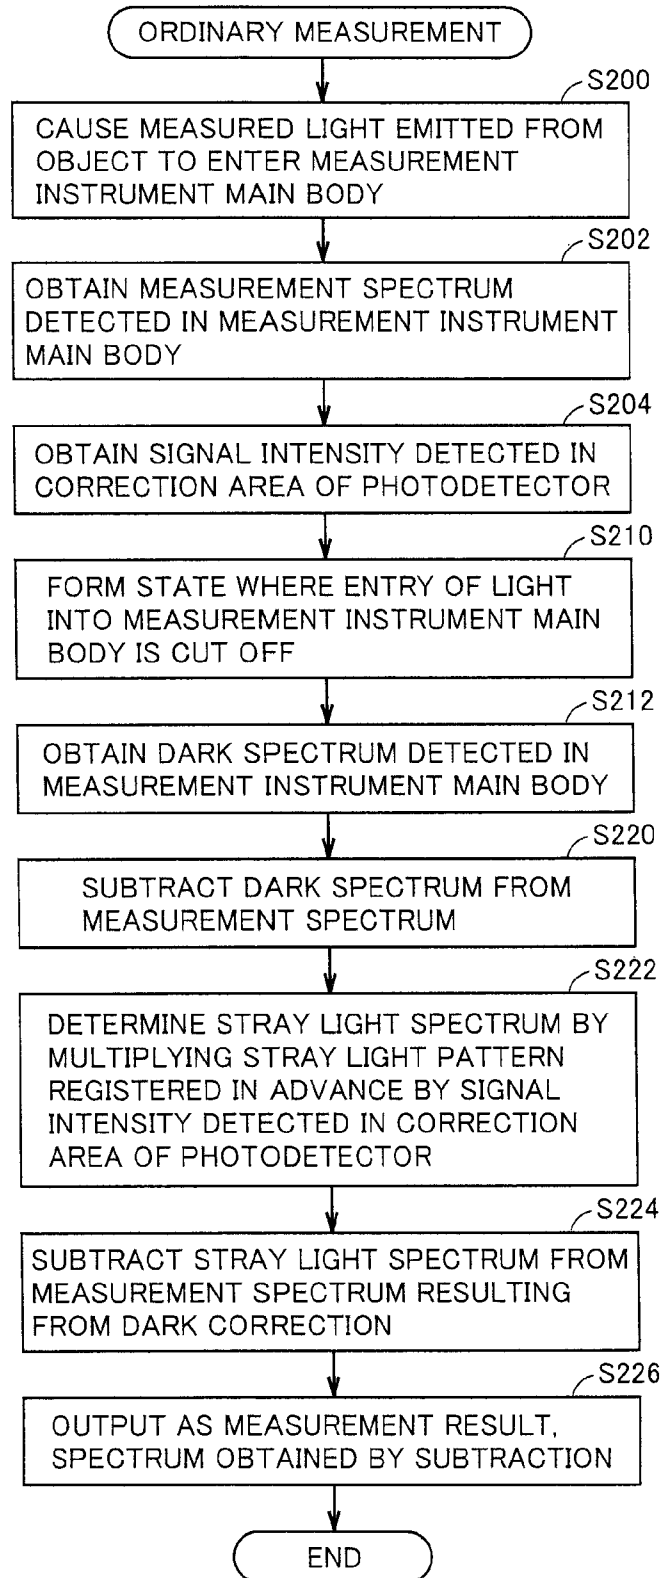 ORDINARY MEASUREMENT
S200
CAUSE MEASURED LIGHT EMITTED FROM
OBJECT TO ENTER MEASUREMENT
INSTRUMENT MAIN BODY
S202
OBTAIN MEASUREMENT SPECTRUM
DETECTED IN MEASUREMENT INSTRUMENT
MAIN BODY
S204
OBTAIN SIGNAL INTENSITY DETECTED IN
CORRECTION AREA OF PHOTODETECTOR
S210
FORM STATE WHERE ENTRY OF LIGHT
INTO MEASUREMENT INSTRUMENT MAIN
BODY IS CUT OFF
S212
OBTAIN DARK SPECTRUM DETECTED IN
MEASUREMENT INSTRUMENT MAIN BODY
S220
SUBTRACT DARK SPECTRUM FROM
MEASUREMENT SPECTRUM
S222
DETERMINE STRAY LIGHT SPECTRUM BY
MULTIPLYING STRAY LIGHT PATTERN
REGISTERED IN ADVANCE BY SIGNAL
INTENSITY DETECTED IN CORRECTION
AREA OF PHOTODETECTOR
S224
SUBTRACT STRAY LIGHT SPECTRUM FROM
MEASUREMENT SPECTRUM RESULTING
FROM DARK CORRECTION
S226
OUTPUT AS MEASUREMENT RESULT,
SPECTRUM OBTAINED BY SUBTRACTION
END